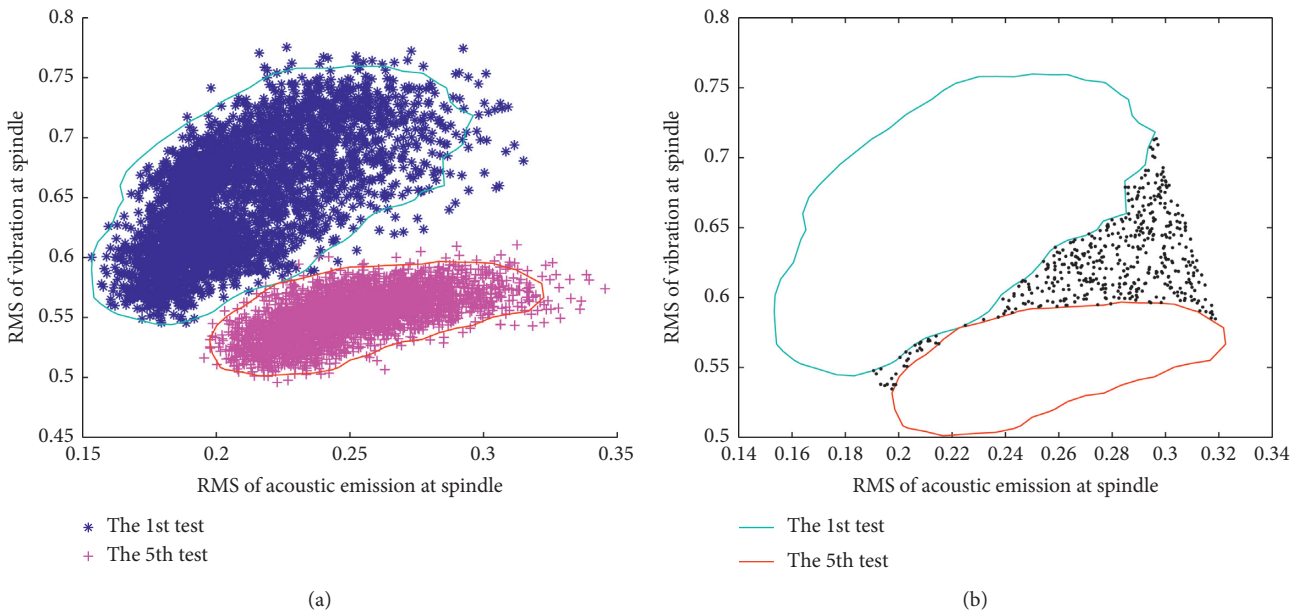 0.8
0.75
0.7
0.65
0.6
0.55
0.5
0.45
0.15 0.2 0.25 0.3 0.35
RMS of vibration at spindle
RMS of acoustic emission at spindle
The 1st test
The 5th test
(a)
0.8
0.75
0.7
0.65
0.6
0.55
0.5
0.14 0.16 0.18 0.2 0.22 0.24 0.26 0.28 0.3 0.32 0.34
RMS of vibration at spindle
RMS of acoustic emission at spindle
The 1st test
The 5th test
(b)